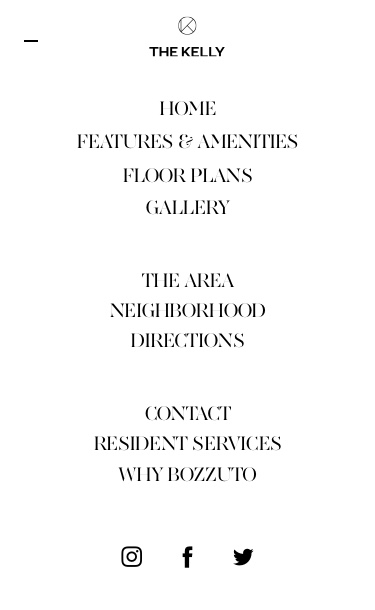 THE KELLY
HOME
FEATURES & AMENITIES
FLOOR PLANS
GALLERY
THE AREA
NEIGHBORHOOD
DIRECTIONS
CONTACT
RESIDENT SERVICES
WHY BOZZUTO